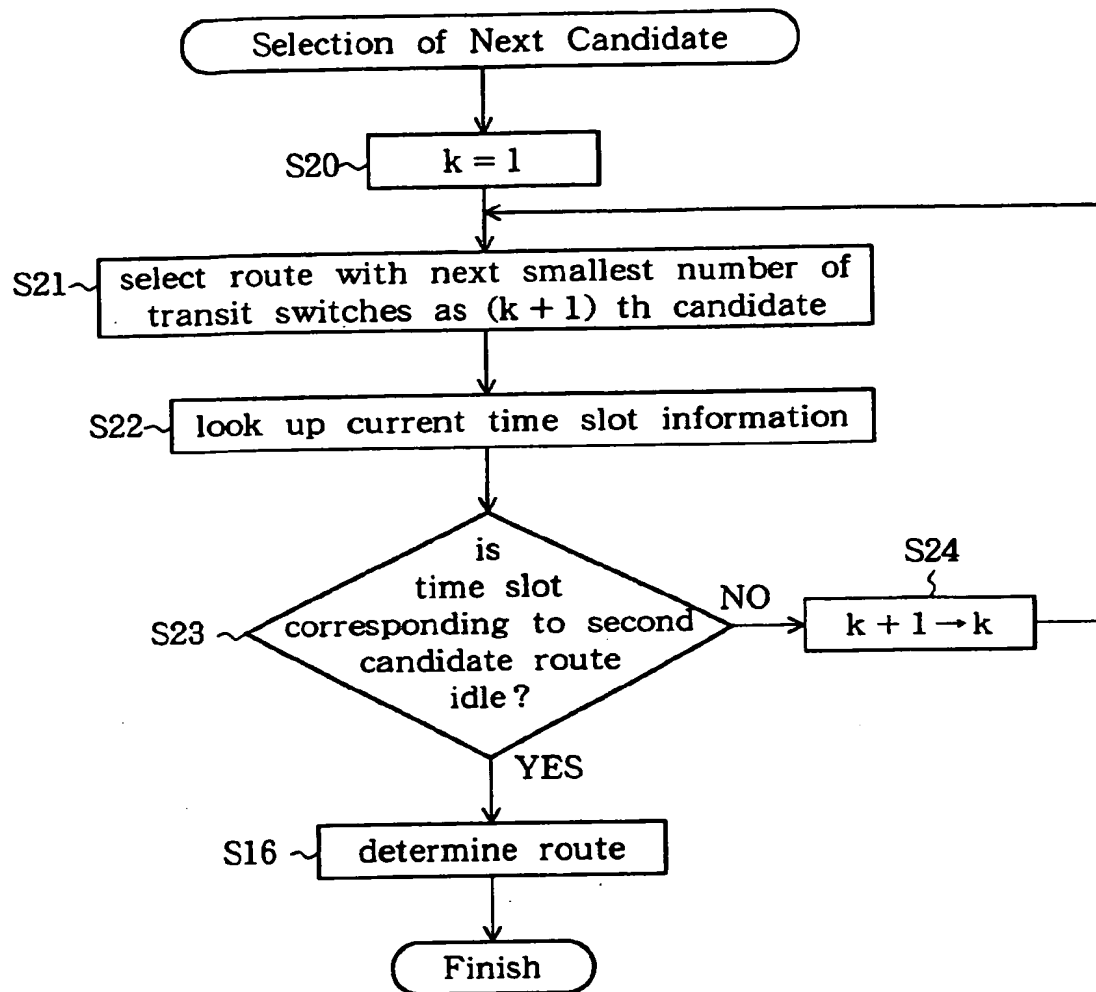 Selection of Next Candidate
S20
k = 1
S21
select route with next smallest number of
transit switches as (k + 1) th candidate
S22
look up current time slot information
S23
is
time slot
corresponding to second
candidate route
idle?
NO
S24
k + 1 → k
YES
S16
determine route
Finish